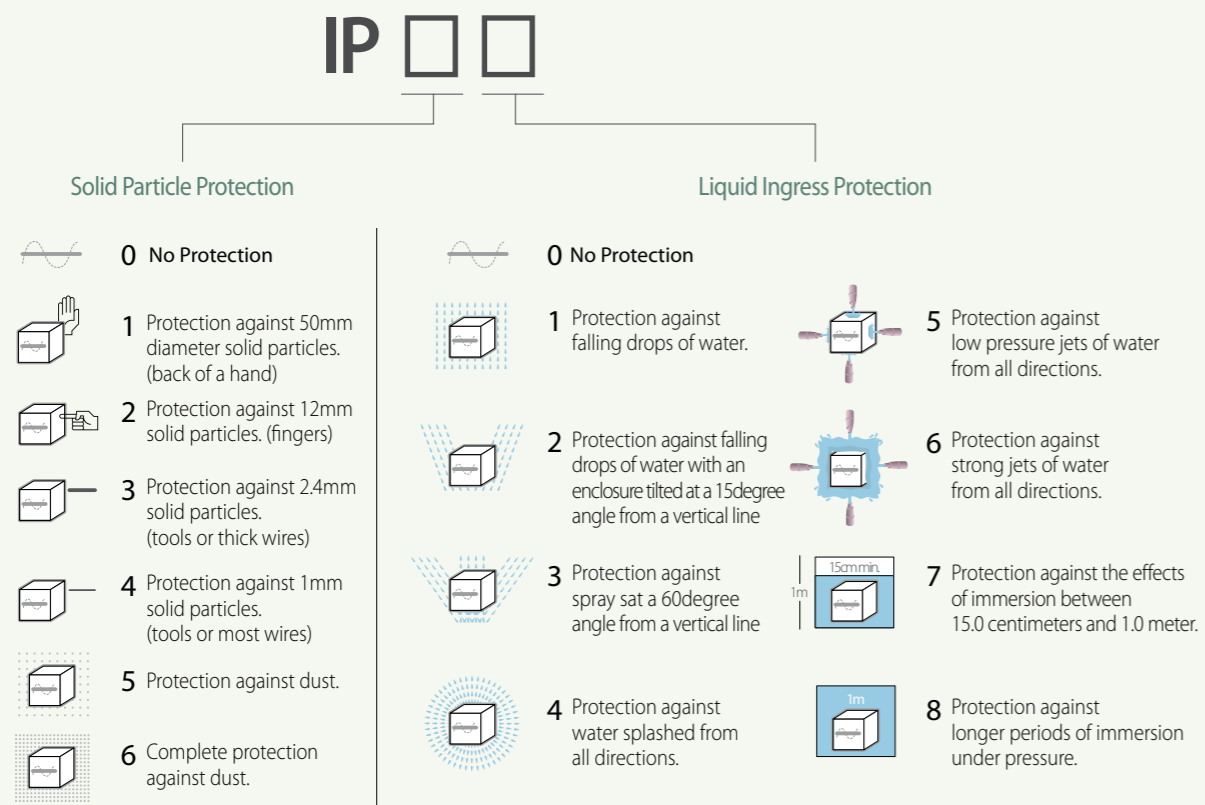 IP
Solid Particle Protection
0 No Protection
1 Protection against 50mm
diameter solid particles.
(back of a hand)
2 Protection against 12mm
solid particles. (fingers)
3 Protection against 2.4mm
solid particles.
(tools or thick wires)
4 Protection against 1mm
solid particles.
(tools or most wires)
5 Protection against dust.
6 Complete protection
against dust.
Liquid Ingress Protection
0 No Protection
1 Protection against
falling drops of water.
2 Protection against falling
drops of water with an
enclosure tilted at a 15degree
angle from a vertical line
3 Protection against
spray sat a 60degree
angle from a vertical line
4 Protection against
water splashed from
all directions.
5 Protection against
low pressure jets of water
from all directions.
6 Protection against
strong jets of water
from all directions.
15cm min.
1m
7 Protection against the effects
of immersion between
15.0 centimeters and 1.0 meter.
1m
8 Protection against
longer periods of immersion
under pressure.